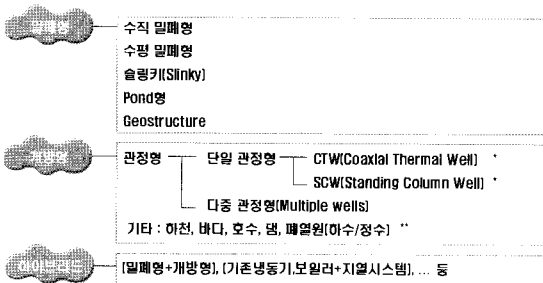 수직 밀폐형
수평 밀폐형
슬링키(Slinky)
Pond형
Geostructure
관정형 단일 관정형 CTW(Coaxial Thermal Well) *
SCW(Standing Column Well) *
다중 관정형(Multiple wells)
기타 : 하천, 바다, 호수, 댐, 폐열원(하수/정수) **
(밀폐형+개방형), (기존냉동기,보일러+지열시스템), ... 등